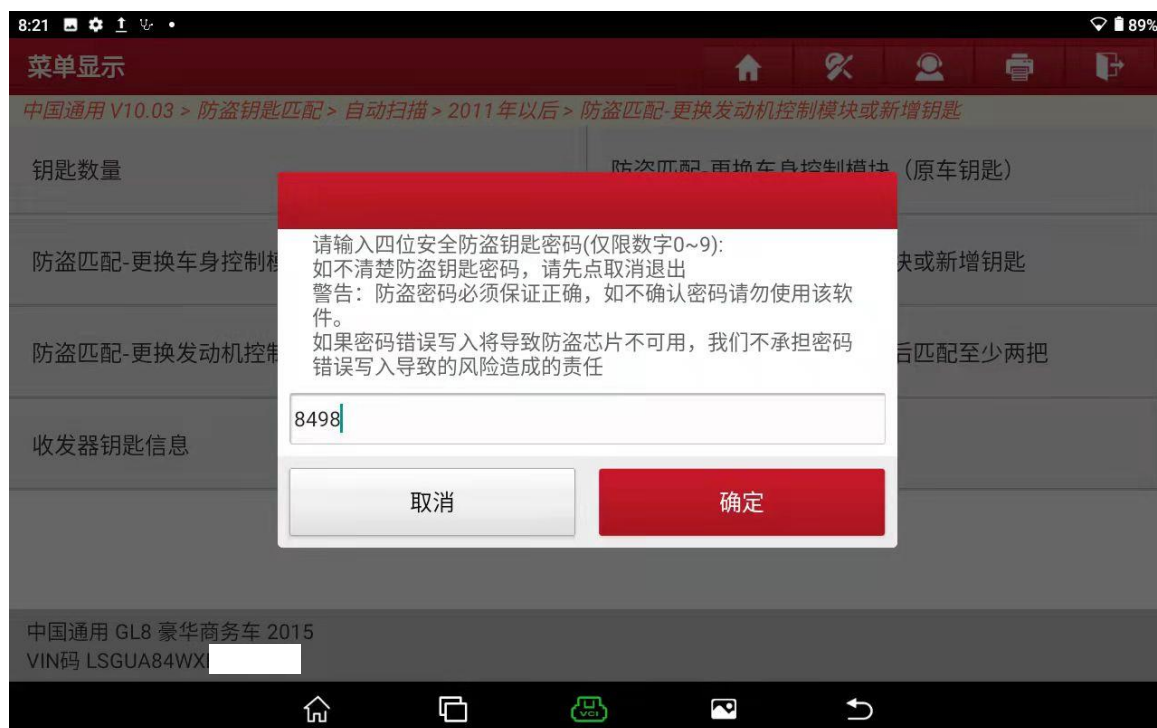 8:21
89%
菜单显示
中国通用 V10.03 > 防盗钥匙匹配 > 自动扫描 > 2011年以后 > 防盗匹配-更换发动机控制模块或新增钥匙
钥匙数量
防盗匹配-更换车身控制模块（原车钥匙）
请输入四位安全防盗钥匙密码(仅限数字0~9):
如不清楚防盗钥匙密码，请先点取消退出
警告：防盗密码必须保证正确，如不确认密码请勿使用该软
件。
如果密码错误写入将导致防盗芯片不可用，我们不承担密码
错误写入导致的风险造成的责任
防盗匹配-更换车身控制
块或新增钥匙
防盗匹配-更换发动机控制
后匹配至少两把
8498
收发器钥匙信息
取消
确定
中国通用 GL8 豪华商务车 2015
VIN码 LSGUA84WX
VCI